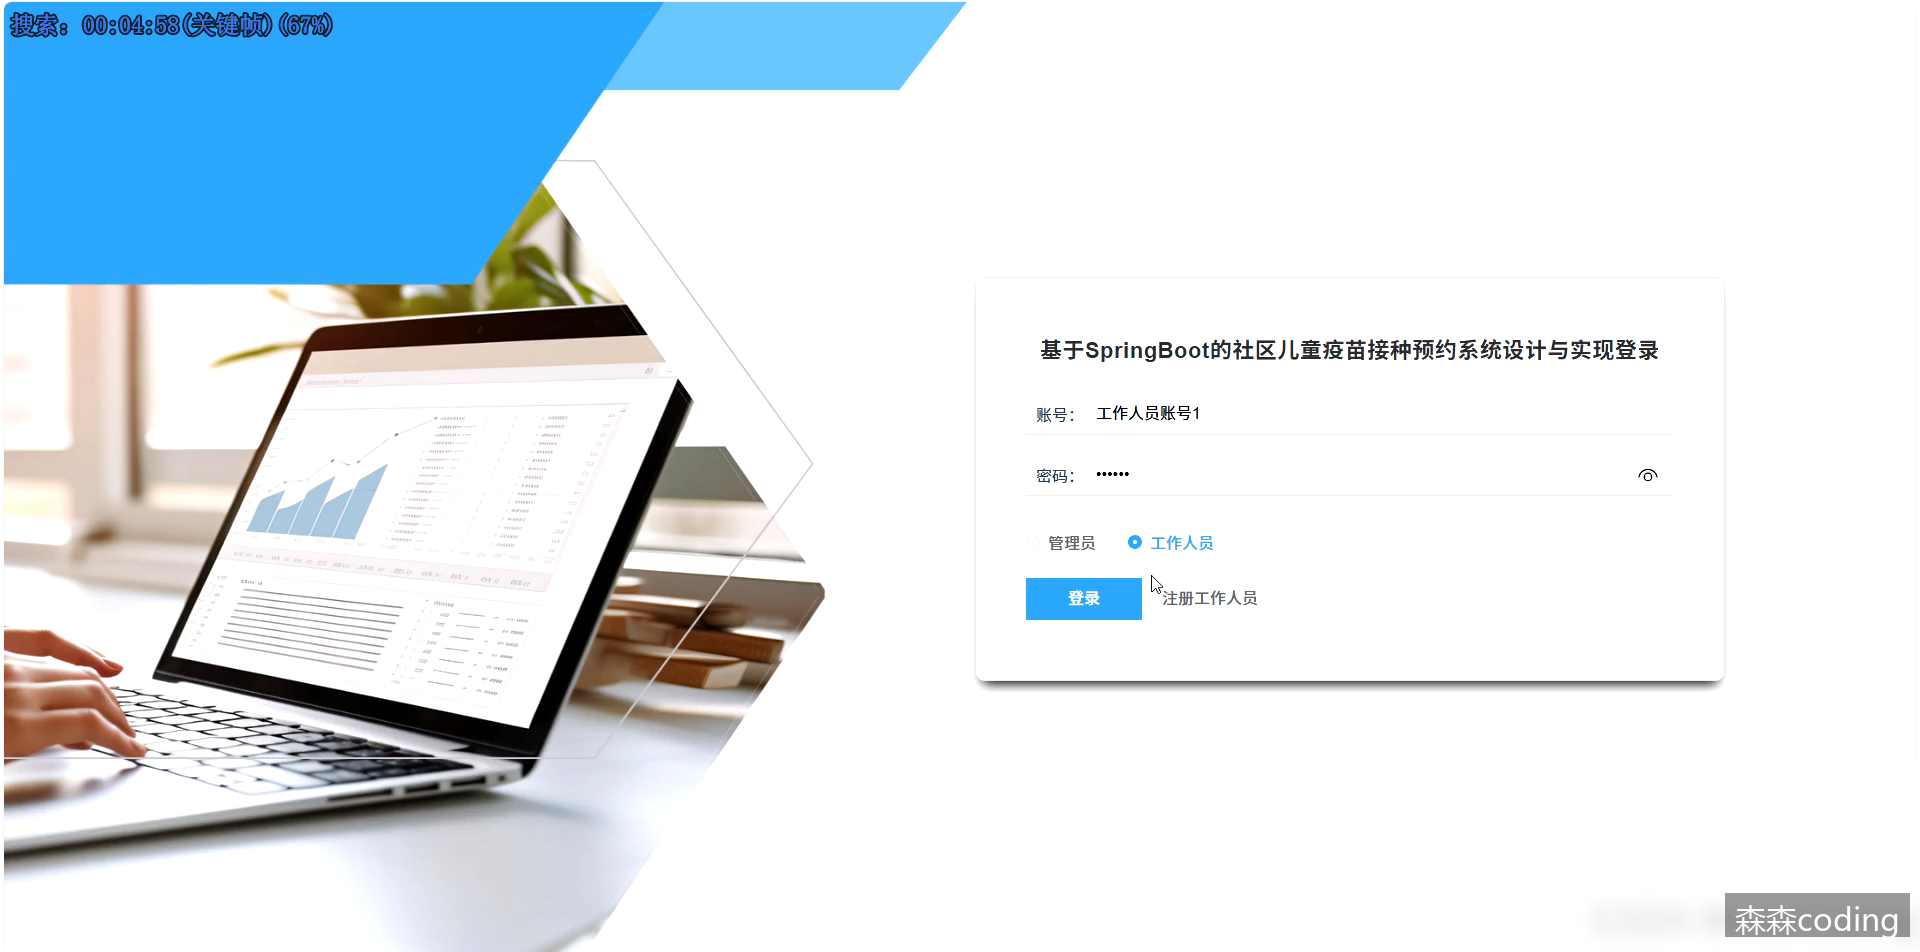 搜索: 00:04:58(关键帧)(67%)
基于SpringBoot的社区儿童疫苗接种预约系统设计与实现登录
账号: 工作人员账号1
密码: ••••••
管理员 工作人员
登录 注册工作人员
森森coding